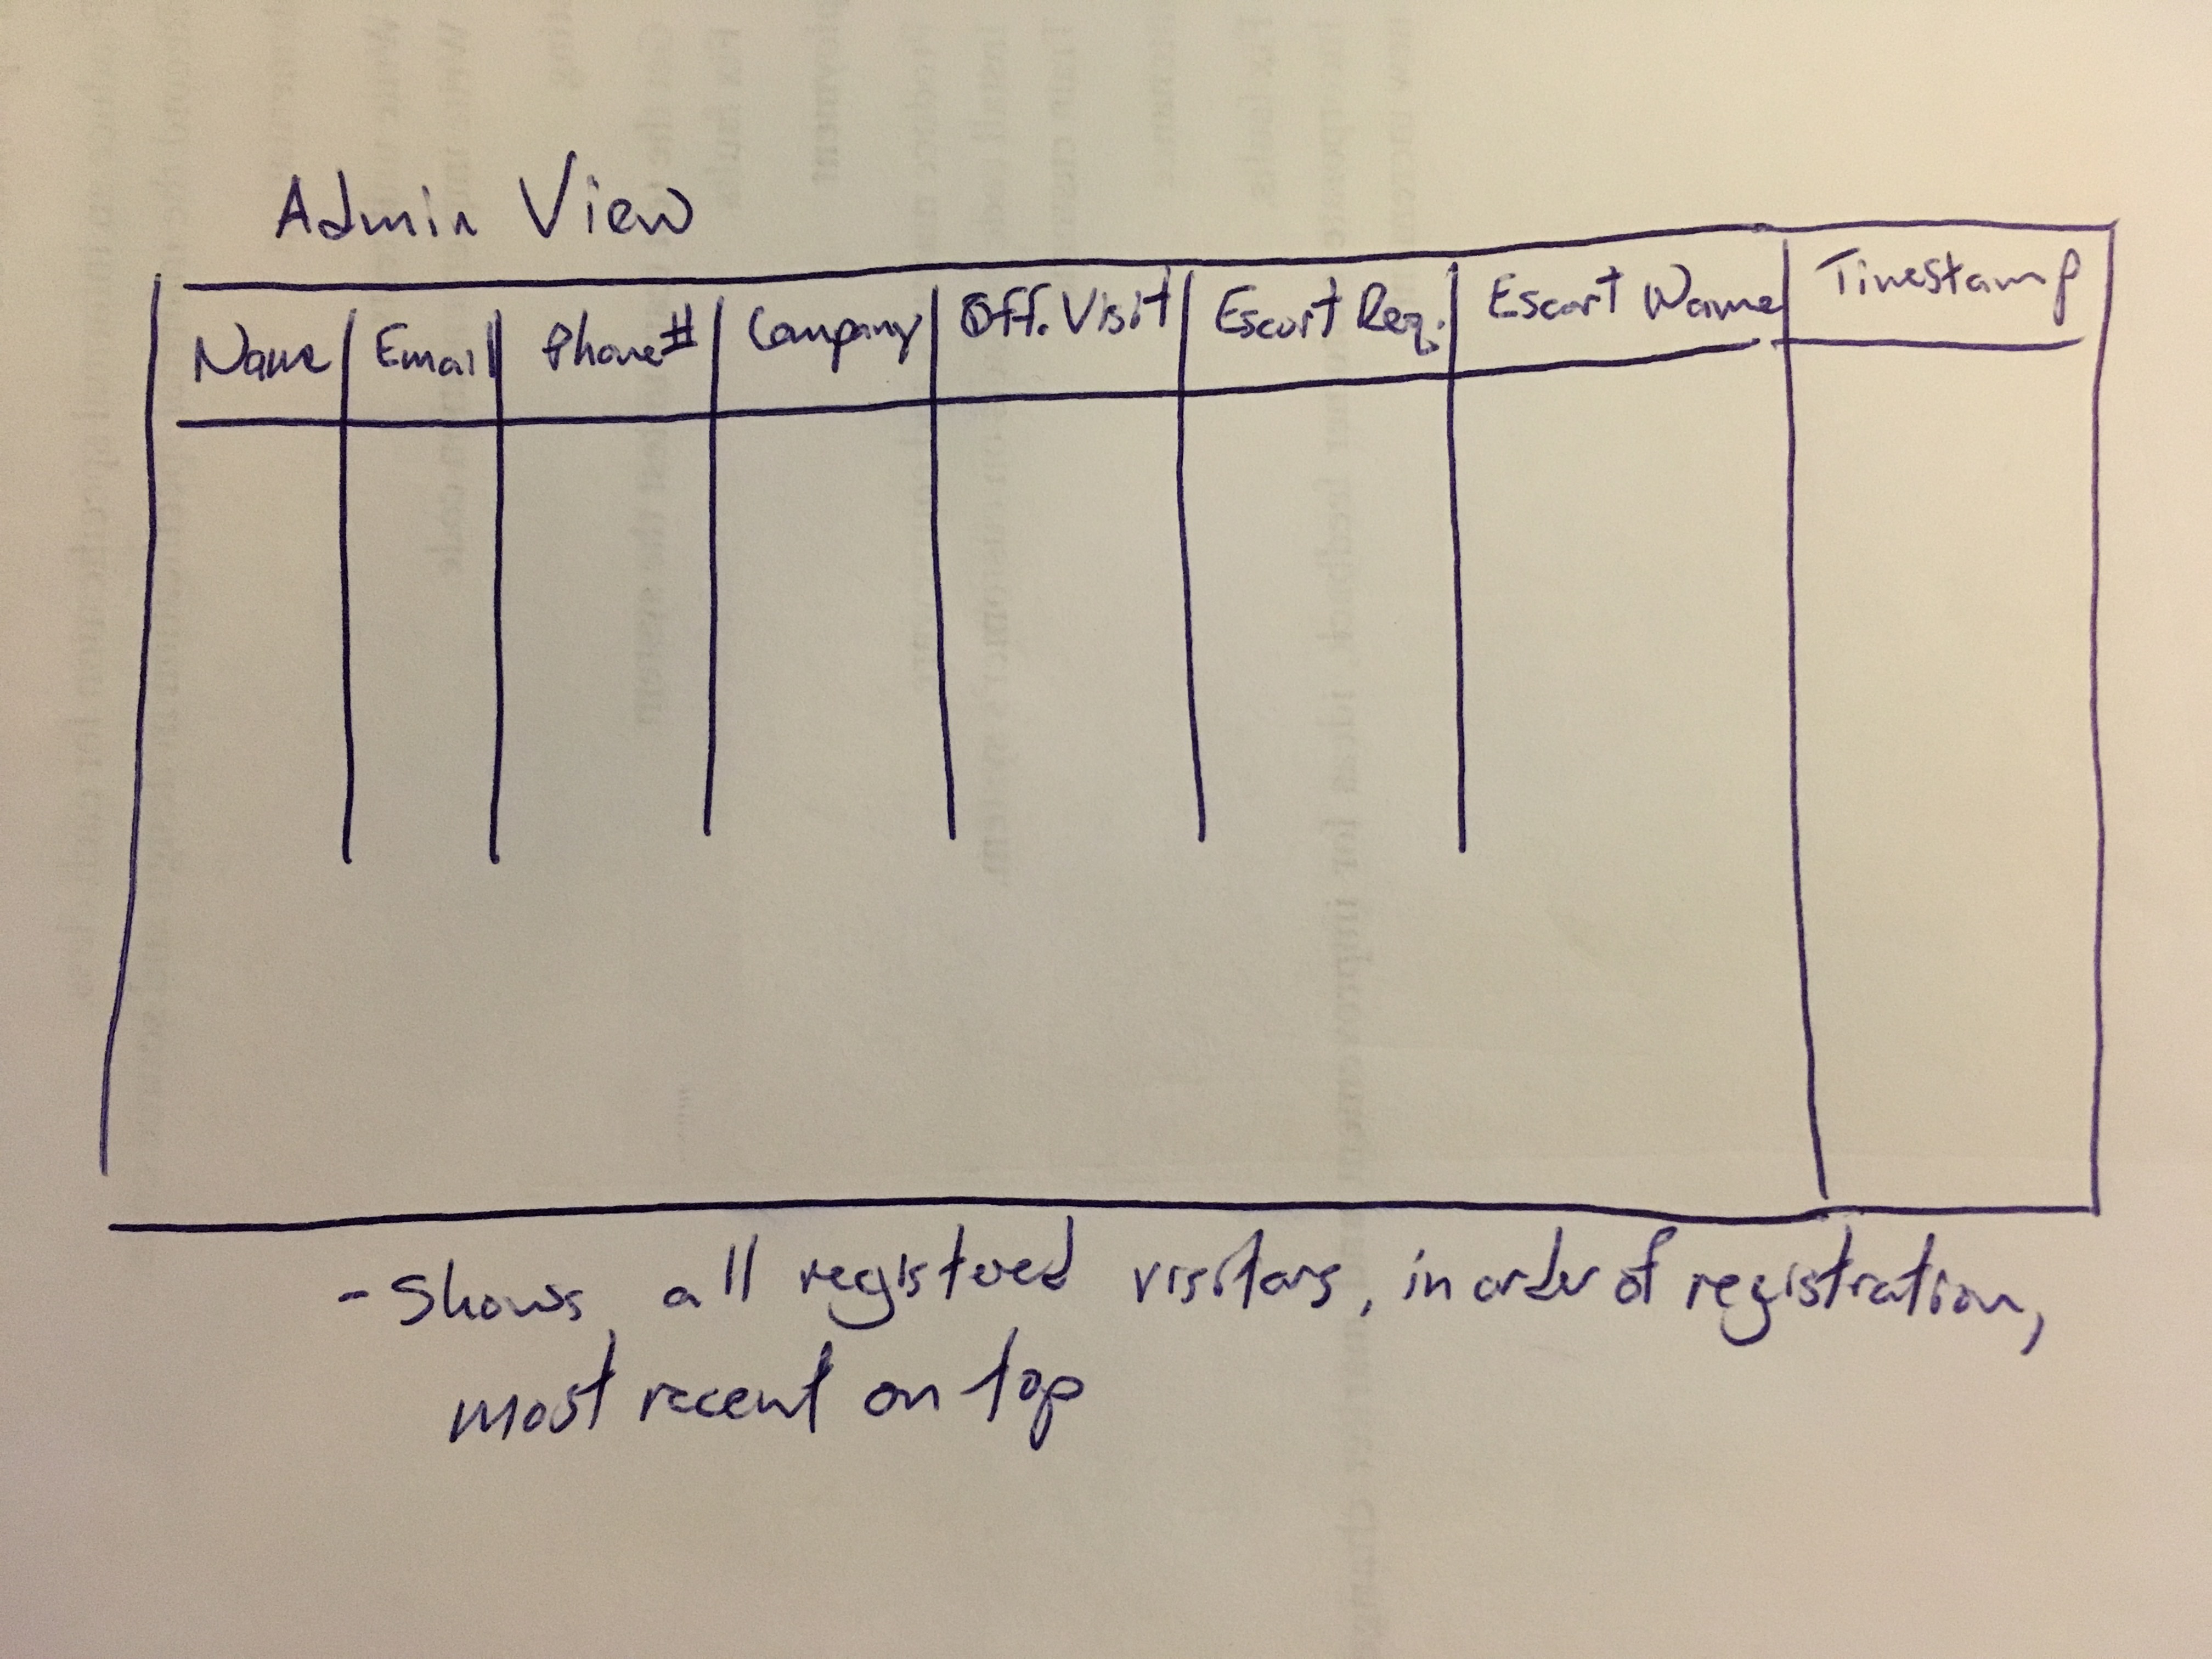 Admin View
Name Email Phone# Company Off. Visit Escort Req. Escort Name Timestamp
- Shows all registered visitors, in order of registration,
most recent on top